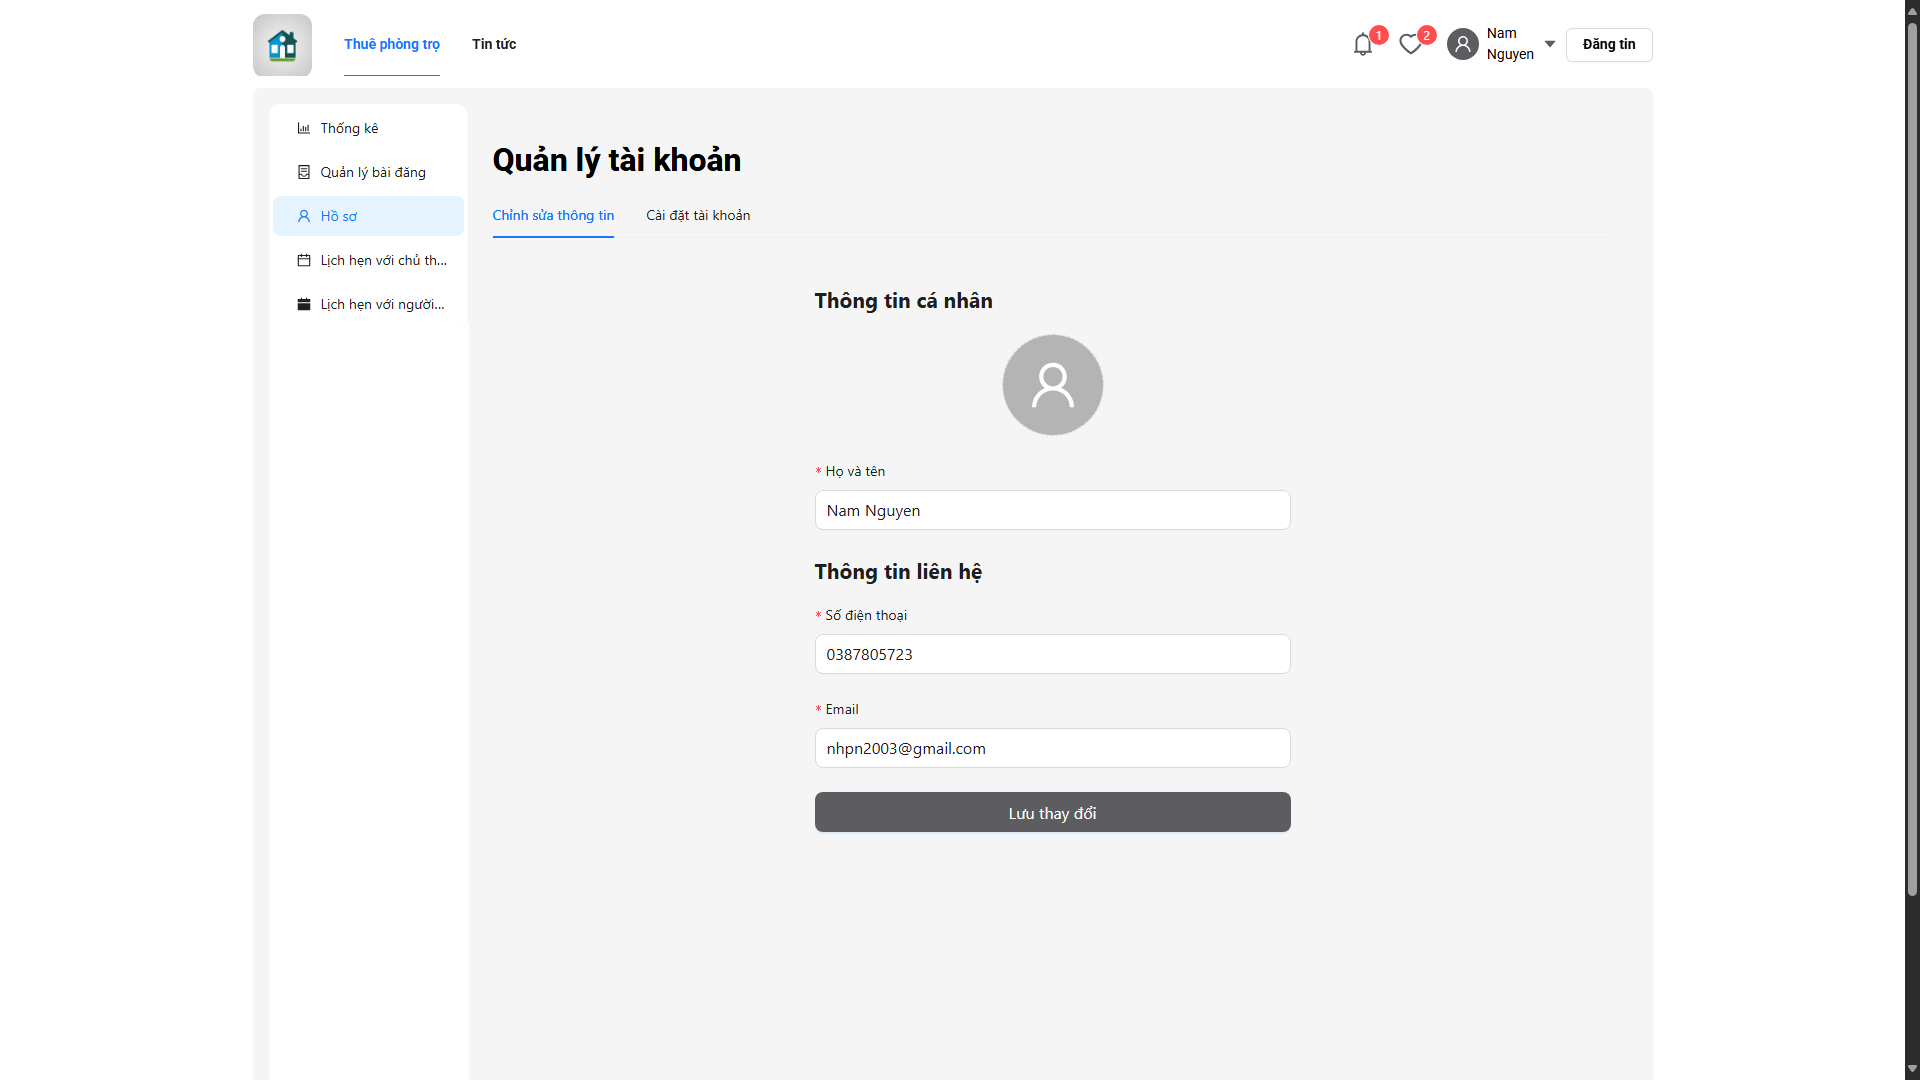 Thuê phòng trọ
Tin tức
1
2
Nam
Nguyen
Đăng tin
Thống kê
Quản lý bài đăng
Hồ sơ
Lịch hẹn với chủ th...
Lịch hẹn với người...
Quản lý tài khoản
Chỉnh sửa thông tin
Cài đặt tài khoản
Thông tin cá nhân
* Họ và tên
Nam Nguyen
Thông tin liên hệ
* Số điện thoại
0387805723
* Email
nhpn2003@gmail.com
Lưu thay đổi